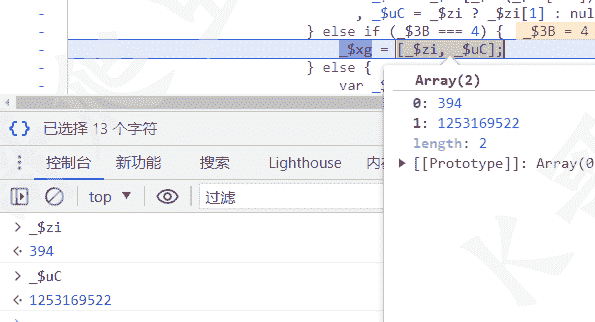 , _$uC = _$zi ? _$zi[1] : nul
} else if (_$3B === 4) { _$3B = 4
_$xg = [_$zi, _$uC];
} else {
var _$
Array(2)
0: 394
1: 1253169522
length: 2
[[Prototype]]: Array(0
{} 已选择 13 个字符
控制台 新功能 搜索 Lighthouse 内
top 过滤
> _$zi
394
> _$uC
1253169522